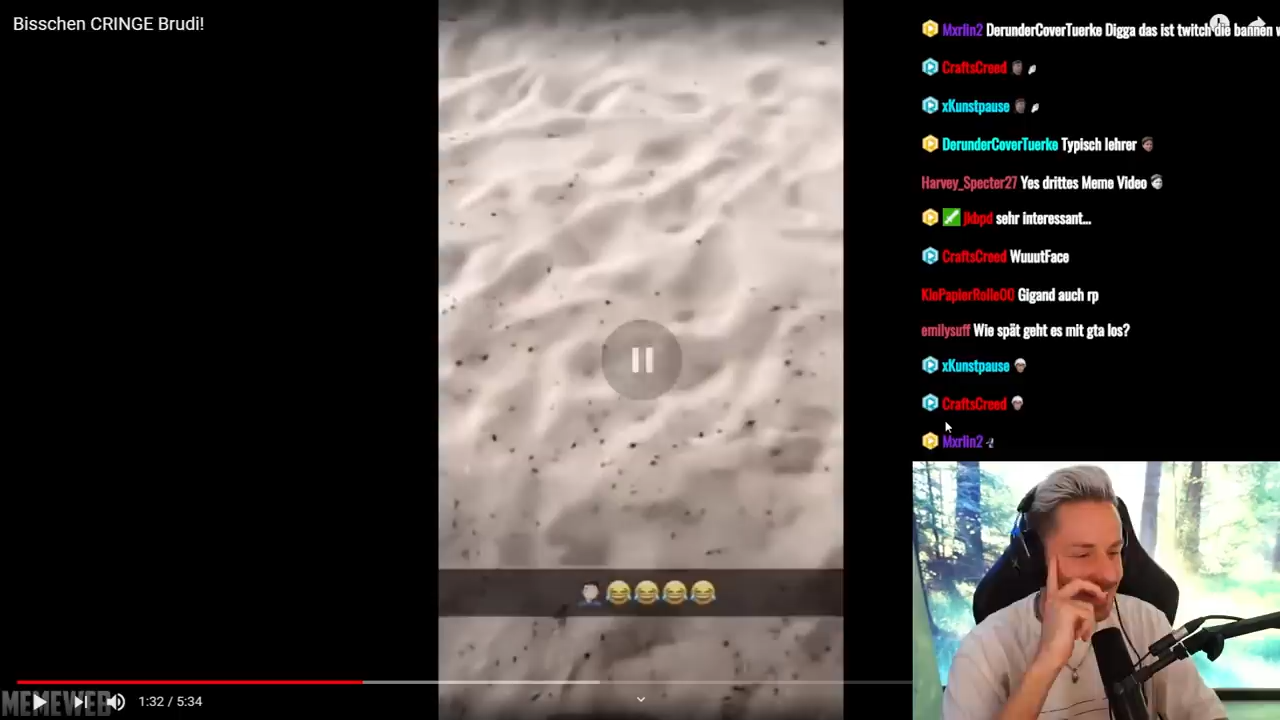 Bisschen CRINGE Brudi!
Mxrlin2 DerunderCoverTuerke Digga das ist twitch die bannen
CraftsCreed
xKunstpause
DerunderCoverTuerke Typisch lehrer
Harvey_Specter27 Yes drittes Meme Video
jkbpd sehr interessant...
CraftsCreed WuuutFace
KloPapierRolle00 Gigand auch rp
emilysuff Wie spät geht es mit gta los?
xKunstpause
CraftsCreed
Mxrlin2
MEMEWEB
1:32 / 5:34